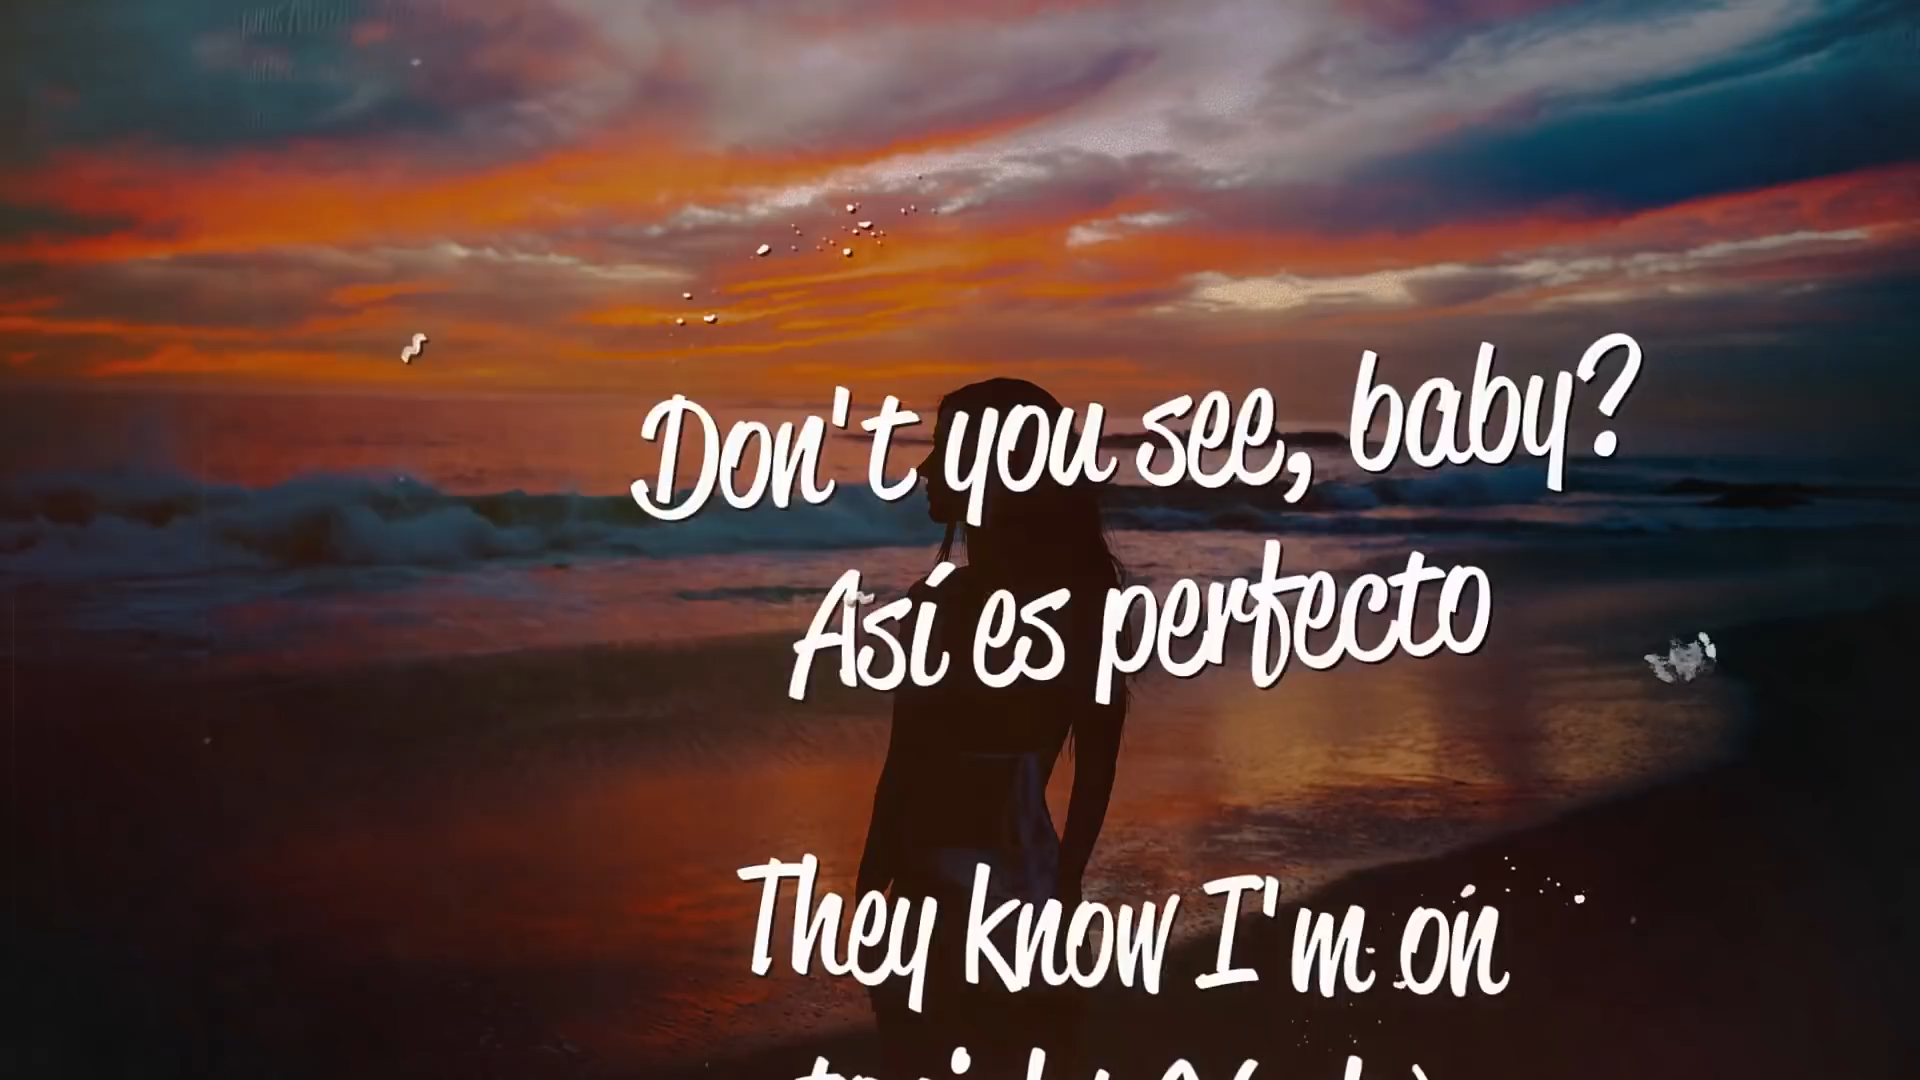 Don't you see, baby?
Así es perfecto
They know I'm on